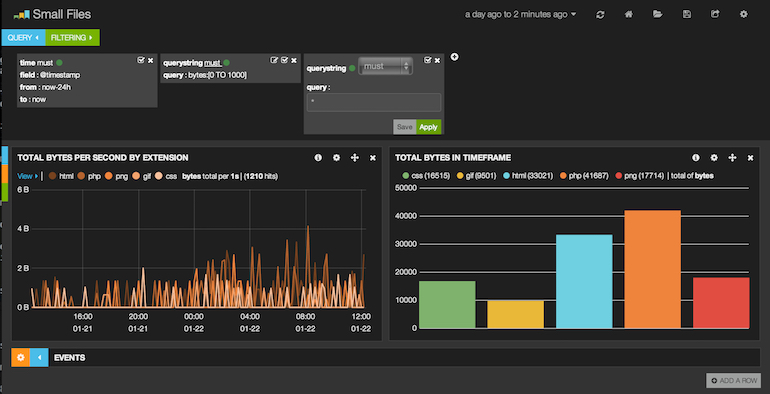 Small Files
a day ago to 2 minutes ago
QUERY
FILTERING
time must
field : @timestamp
from : now-24h
to : now
querystring must
query : bytes:[0 TO 1000]
querystring must
query :
*
Save Apply
TOTAL BYTES PER SECOND BY EXTENSION
View html php png gif css bytes total per 1s | (1210 hits)
6 B
4 B
2 B
0 B
16:00 20:00 00:00 04:00 08:00 12:00
01-21 01-21 01-22 01-22 01-22 01-22
TOTAL BYTES IN TIMEFRAME
css (16515) gif (9501) html (33021) php (41687) png (17714) | total of bytes
50000
40000
30000
20000
10000
0
EVENTS
ADD A ROW